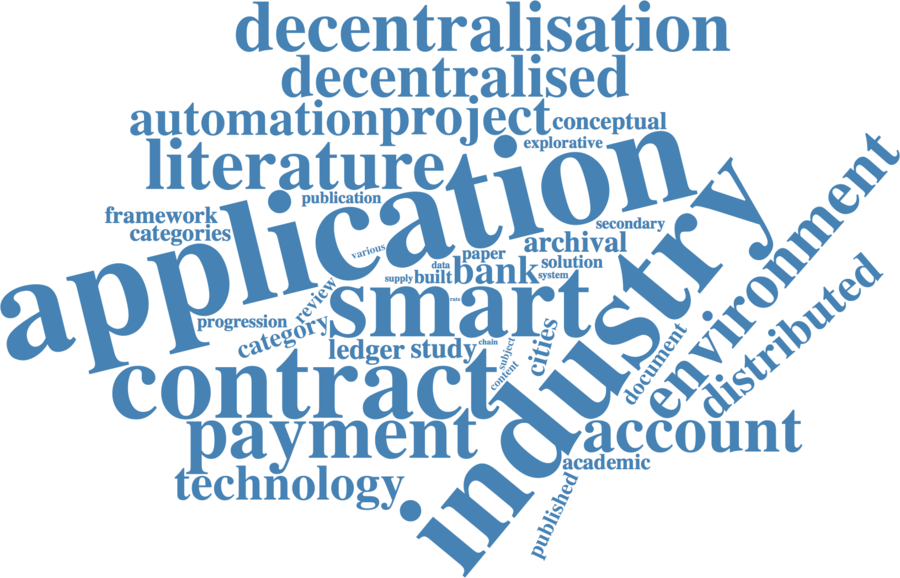 decentralisation
decentralised
automation project conceptual
explorative
literature
application
publication
framework
categories
secondary
archival
various
paper
solution
data
supply built bank system
smart
rate
industry
environment
distributed
review
progression
category
ledger study chain
subject
content
cities
document
contract
payment
account
academic
technology
published